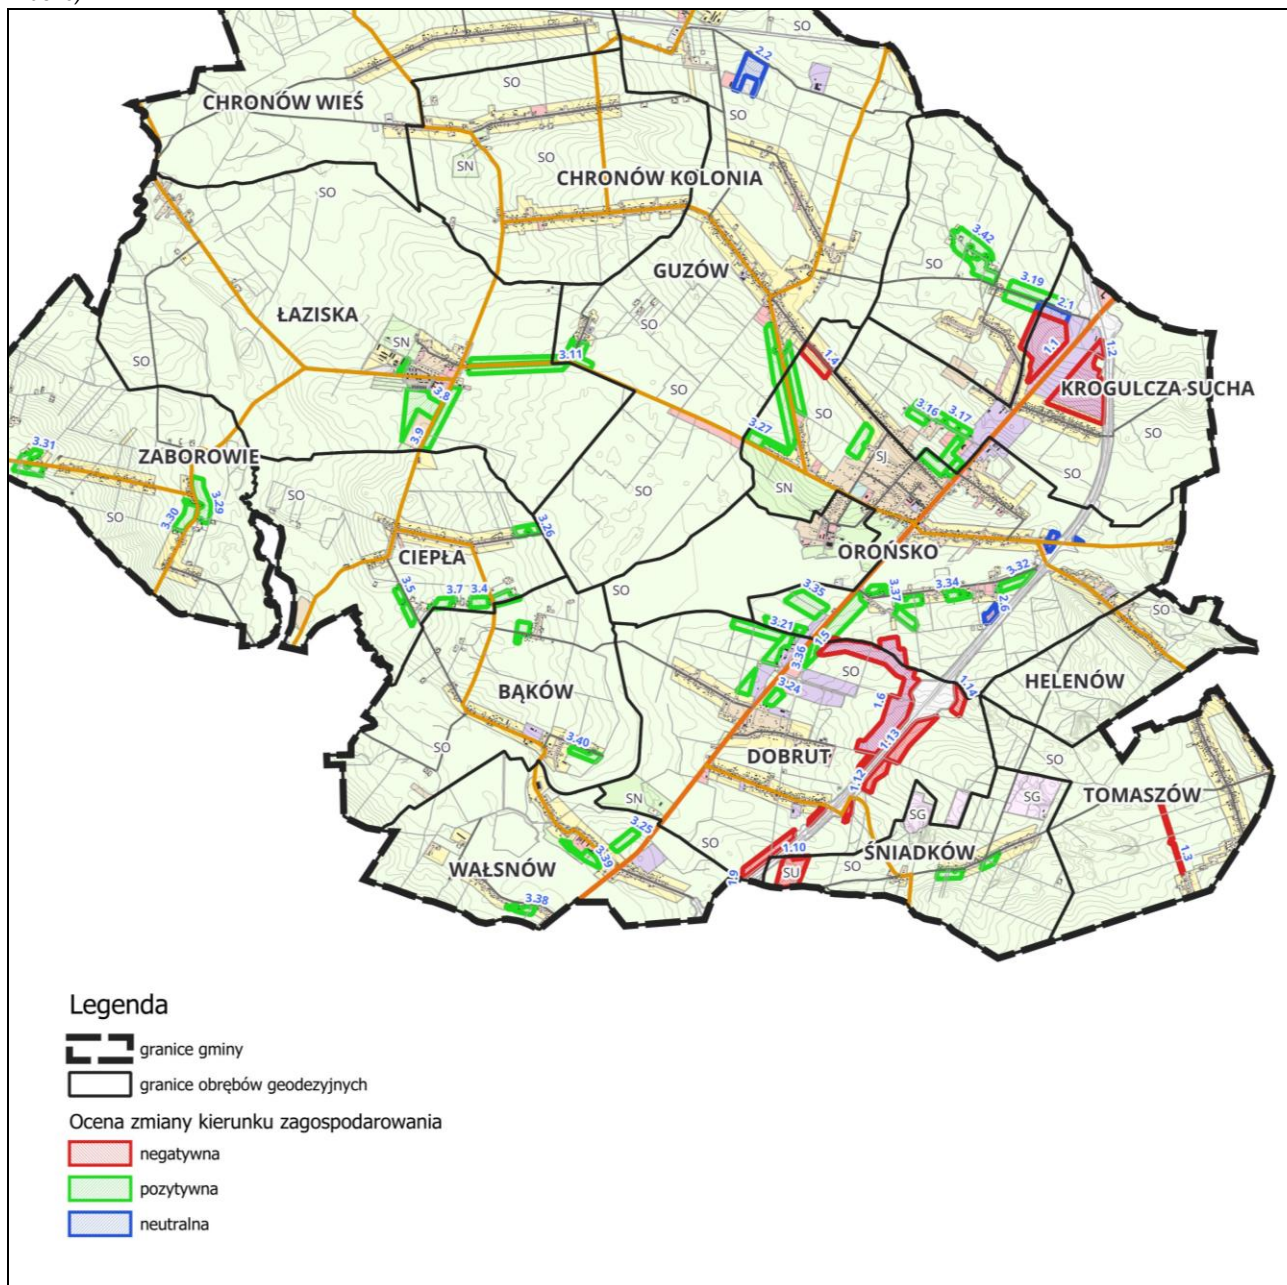 SO
2.2
SO
CHRONÓW WIEŚ
SO
SN
SO
CHRONÓW KOLONIA
SO
GUZÓW
SO
3.42
3.19
2.1
ŁAZISKA
SO
SN
3.11
1.4
1.1
1.2
KROGULCZA SUCHA
SO
3.8
SO
SO
3.16
3.17
3.9
3.27
SO
3.31
ZABOROWIE
SJ
SO
SO
SO
SN
SO
3.29
3.30
SO
3.26
CIEPŁA
OROŃSKO
3.5
3.7
3.4
SO
3.35
3.37
3.34
3.32
2.6
SO
3.21
1.5
3.36
SO
BĄKÓW
3.24
1.6
1.14
HELENÓW
SO
3.40
DOBRUT
1.13
SO
1.12
SN
SG
SG
TOMASZÓW
3.25
SO
1.10
ŚNIADKÓW
WAŁSNÓW
3.39
1.9
SU
SO
1.3
3.38
Legenda
granice gminy
granice obrębów geodezyjnych
Ocena zmiany kierunku zagospodarowania
negatywna
pozytywna
neutralna